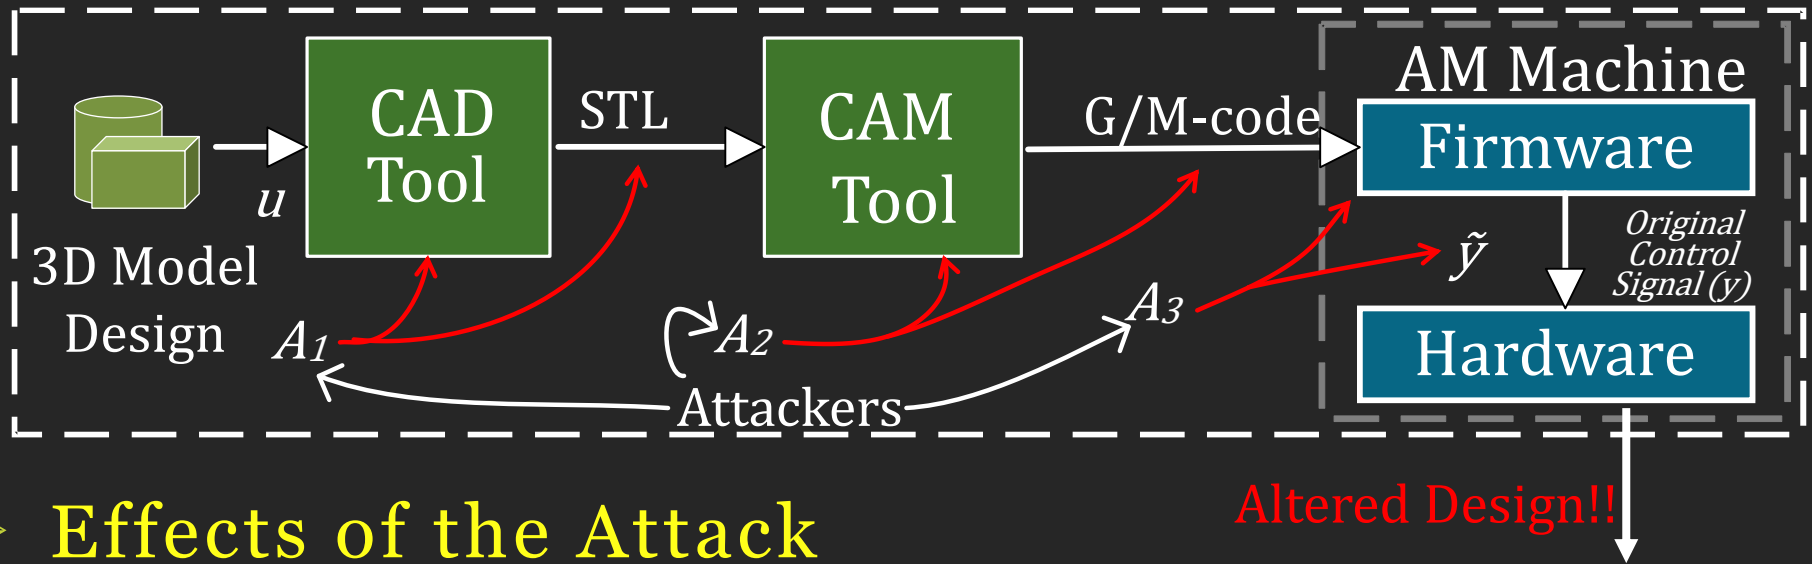 AM Machine
CAD
Tool
STL
CAM
Tool
G/M-code
Firmware
u
3D Model
Design
Original
Control
Signal (y)
ỹ
A1
A2
A3
Hardware
Attackers
Altered Design!!
Effects of the Attack